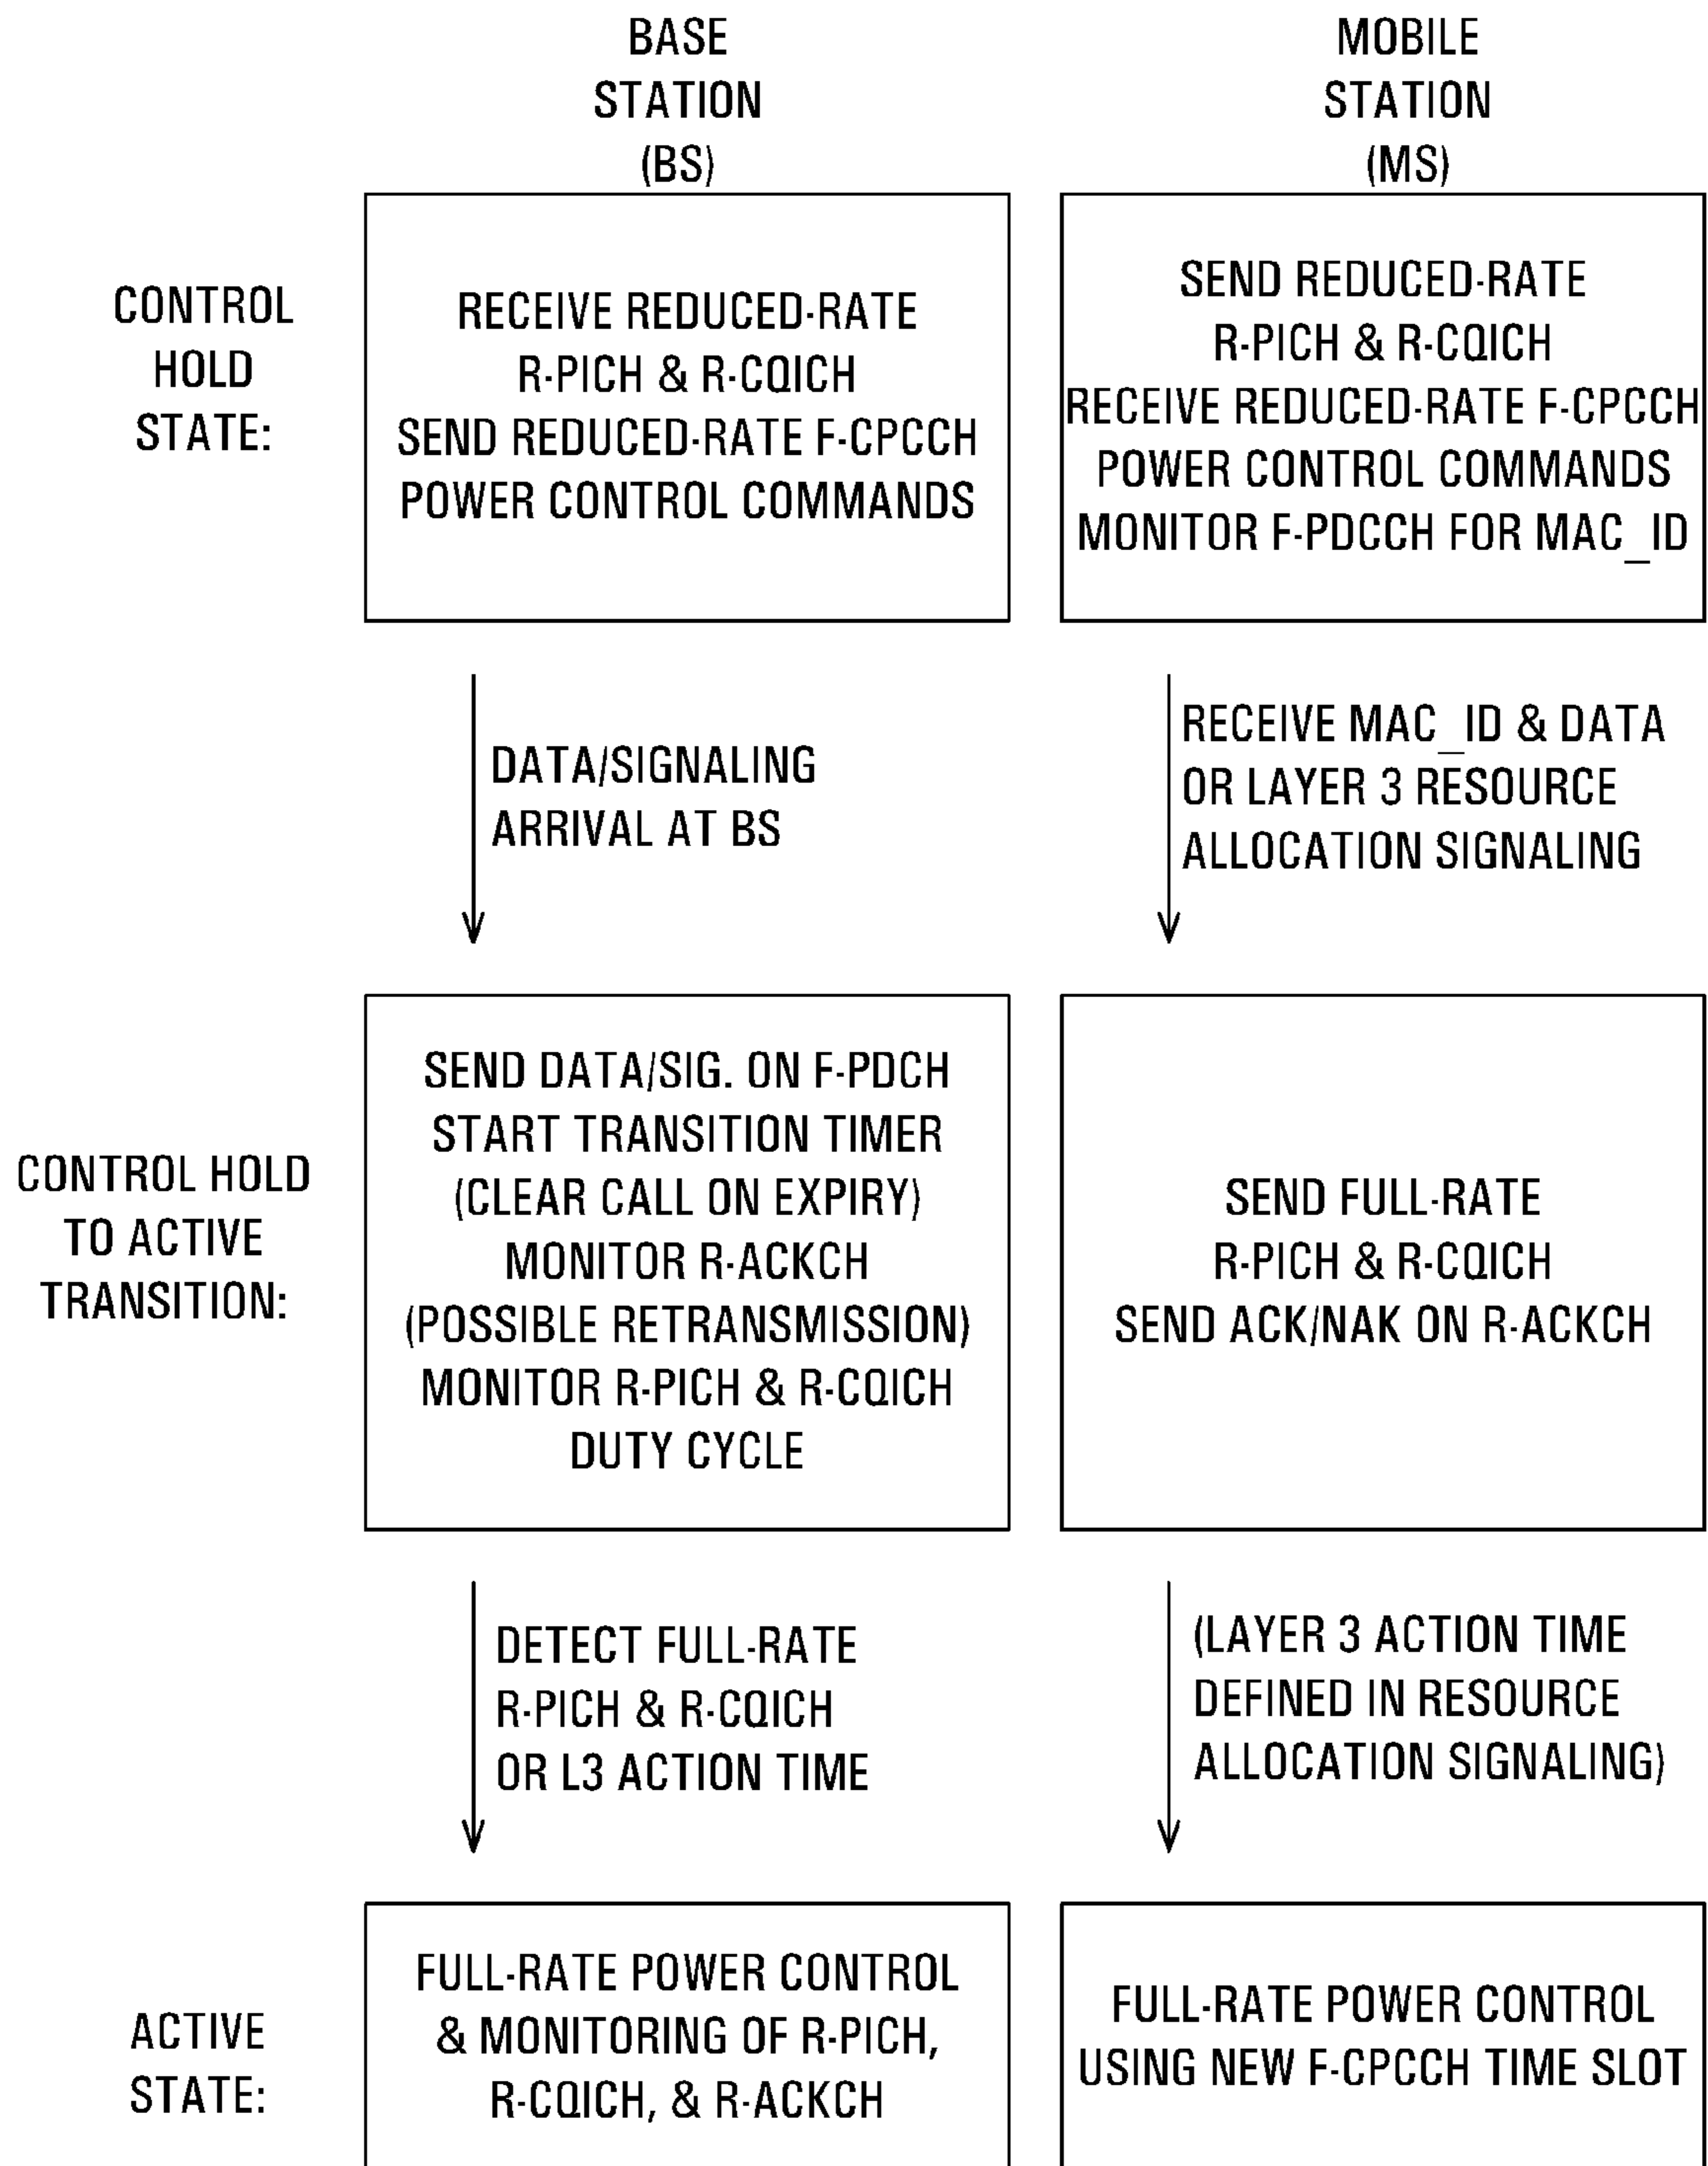 BASE
STATION
(BS)
MOBILE
STATION
(MS)
CONTROL
HOLD
STATE:
RECEIVE REDUCED-RATE
R-PICH & R-CQICH
SEND REDUCED-RATE F-CPCCH
POWER CONTROL COMMANDS
SEND REDUCED-RATE
R-PICH & R-CQICH
RECEIVE REDUCED-RATE F-CPCCH
POWER CONTROL COMMANDS
MONITOR F-PDCCH FOR MAC_ID
DATA/SIGNALING
ARRIVAL AT BS
RECEIVE MAC_ID & DATA
OR LAYER 3 RESOURCE
ALLOCATION SIGNALING
CONTROL HOLD
TO ACTIVE
TRANSITION:
SEND DATA/SIG. ON F-PDCH
START TRANSITION TIMER
(CLEAR CALL ON EXPIRY)
MONITOR R-ACKCH
(POSSIBLE RETRANSMISSION)
MONITOR R-PICH & R-CQICH
DUTY CYCLE
SEND FULL-RATE
R-PICH & R-CQICH
SEND ACK/NAK ON R-ACKCH
DETECT FULL-RATE
R-PICH & R-CQICH
OR L3 ACTION TIME
(LAYER 3 ACTION TIME
DEFINED IN RESOURCE
ALLOCATION SIGNALING)
ACTIVE
STATE:
FULL-RATE POWER CONTROL
& MONITORING OF R-PICH,
R-CQICH, & R-ACKCH
FULL-RATE POWER CONTROL
USING NEW F-CPCCH TIME SLOT